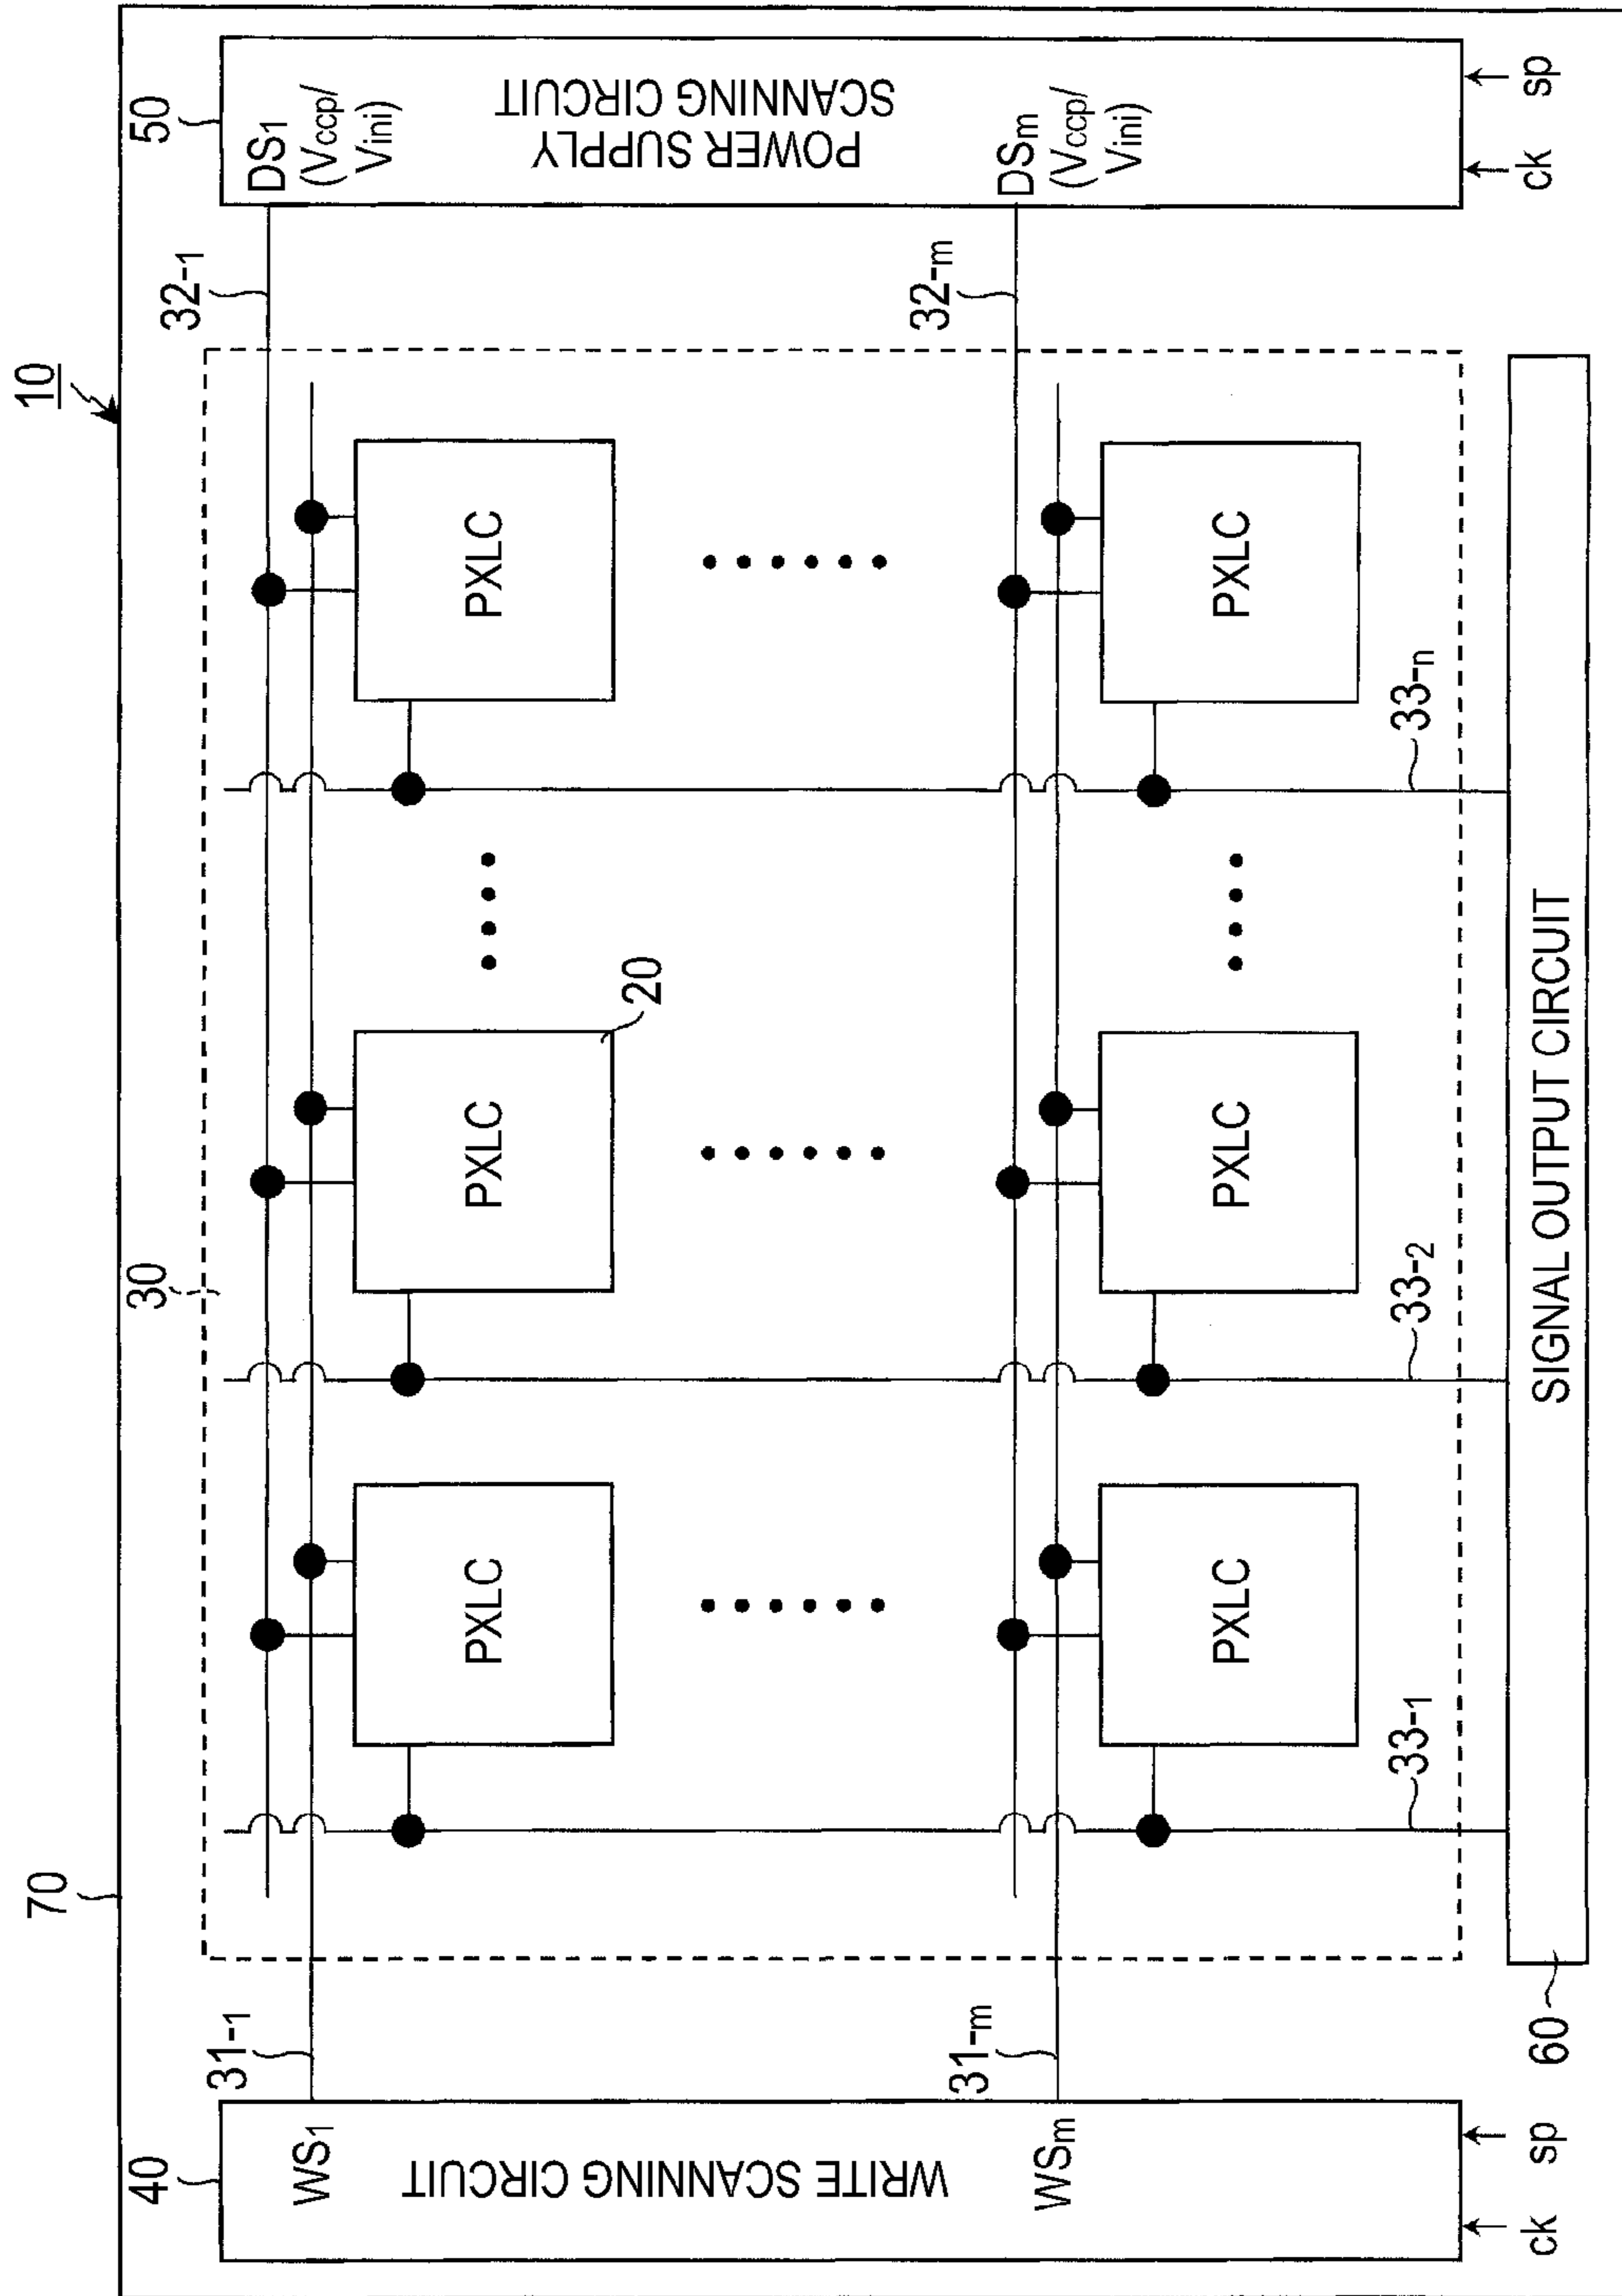 10
70
30
40
WS1
WRITE SCANNING CIRCUIT
WSm
ck
sp
31-1
31-m
32-1
32-m
50
DS1
(Vccp/
Vini)
POWER SUPPLY
SCANNING CIRCUIT
DSm
(Vccp/
Vini)
ck
sp
PXLC
PXLC
20
PXLC
PXLC
PXLC
PXLC
33-1
33-2
33-n
60
SIGNAL OUTPUT CIRCUIT